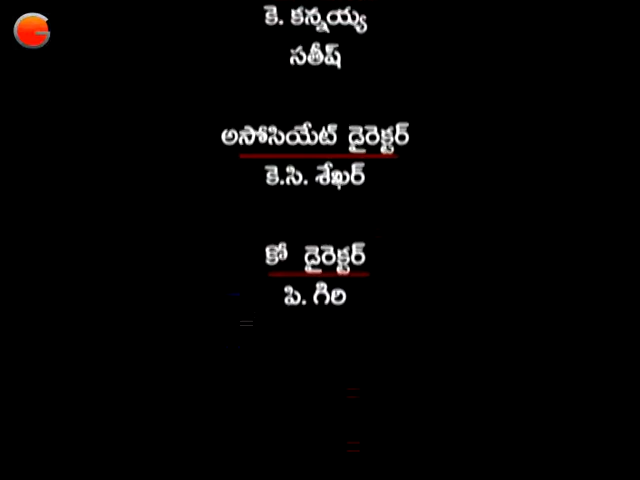 G
కె. కన్నయ్య
సతీష్
అసోసియేట్ డైరెక్టర్
కె.సి. శేఖర్
కో డైరెక్టర్
పి. గిరి